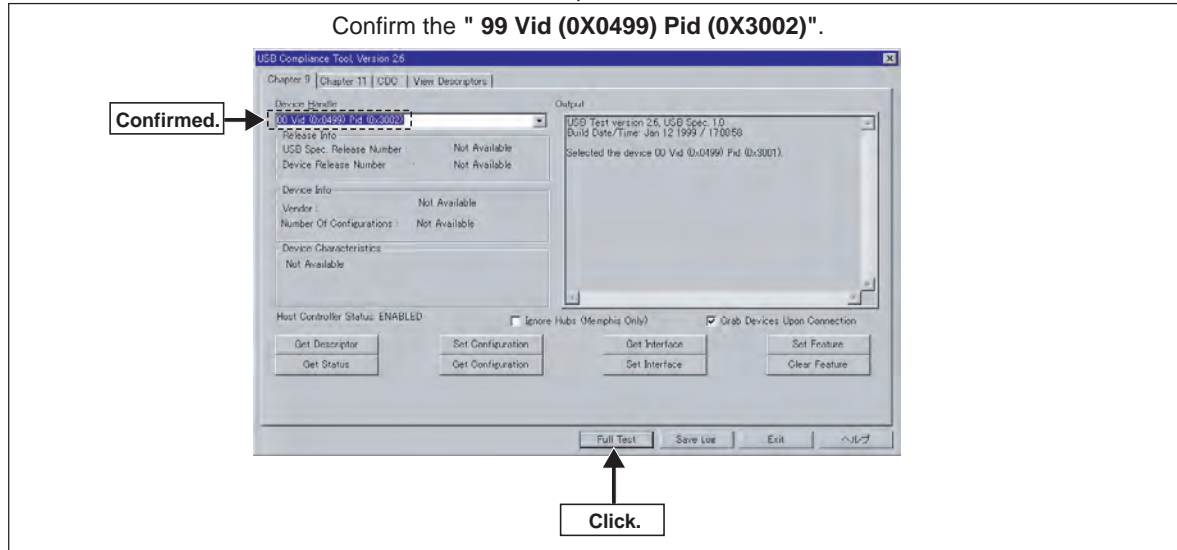 Confirm the " 99 Vid (0X0499) Pid (0X3002)".
USB Compliance Tool, Version 2.6
Chapter 9 Chapter 11 CDC View Descriptors
Device Handle
Output
Confirmed.
00 Vid (0x0499) Pid (0x3002)
USB Test version 2.6, USB Spec. 1.0
Build Date/Time: Jan 12 1999 / 17:00:58
Release Info
USB Spec. Release Number : Not Available
Selected the device 00 Vid (0x0499) Pid (0x3001).
Device Release Number : Not Available
Device Info
Vendor : Not Available
Number Of Configurations : Not Available
Device Characteristics
Not Available
Host Controller Status: ENABLED
Ignore Hubs (Memphis Only)
Grab Devices Upon Connection
Get Descriptor Set Configuration Get Interface Set Feature
Get Status Get Configuration Set Interface Clear Feature
Full Test Save Log Exit ヘルプ
Click.